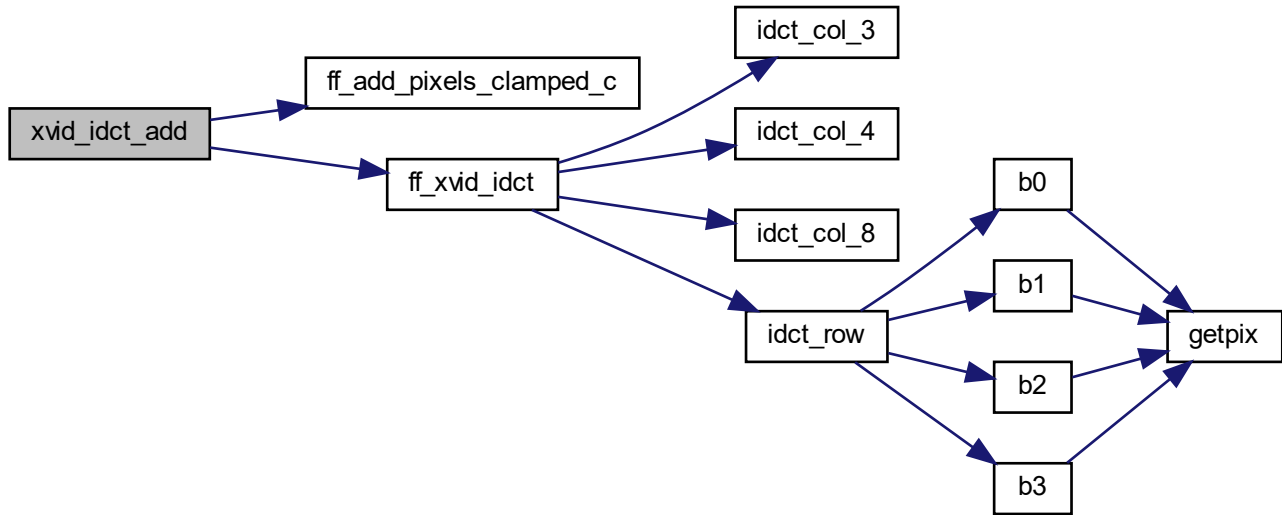 xvid_idct_add
ff_add_pixels_clamped_c
ff_xvid_idct
idct_col_3
idct_col_4
idct_col_8
idct_row
b0
b1
b2
b3
getpix